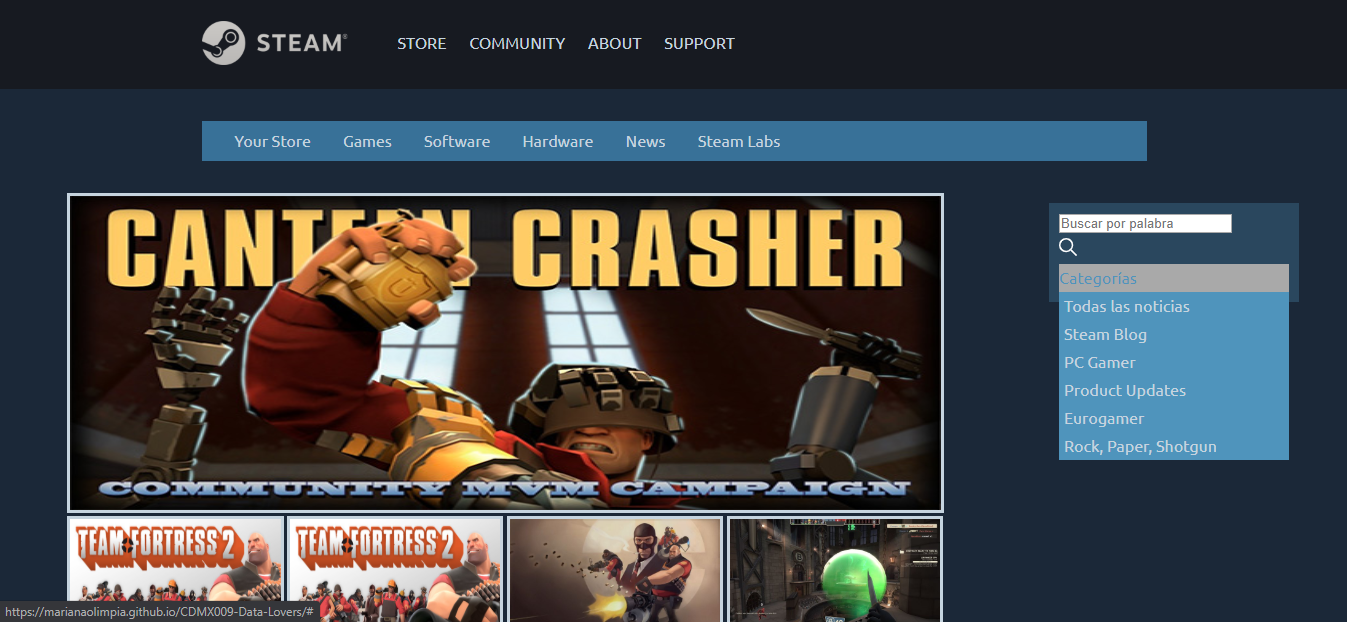 STEAM®
STORE COMMUNITY ABOUT SUPPORT
Your Store Games Software Hardware News Steam Labs
CANTEEN CRASHER
COMMUNITY MVM CAMPAIGN
Buscar por palabra
Categorías
Todas las noticias
Steam Blog
PC Gamer
Product Updates
Eurogamer
Rock, Paper, Shotgun
TEAM FORTRESS 2
TEAM FORTRESS 2
https://marianaolimpia.github.io/CDMX009-Data-Lovers/#